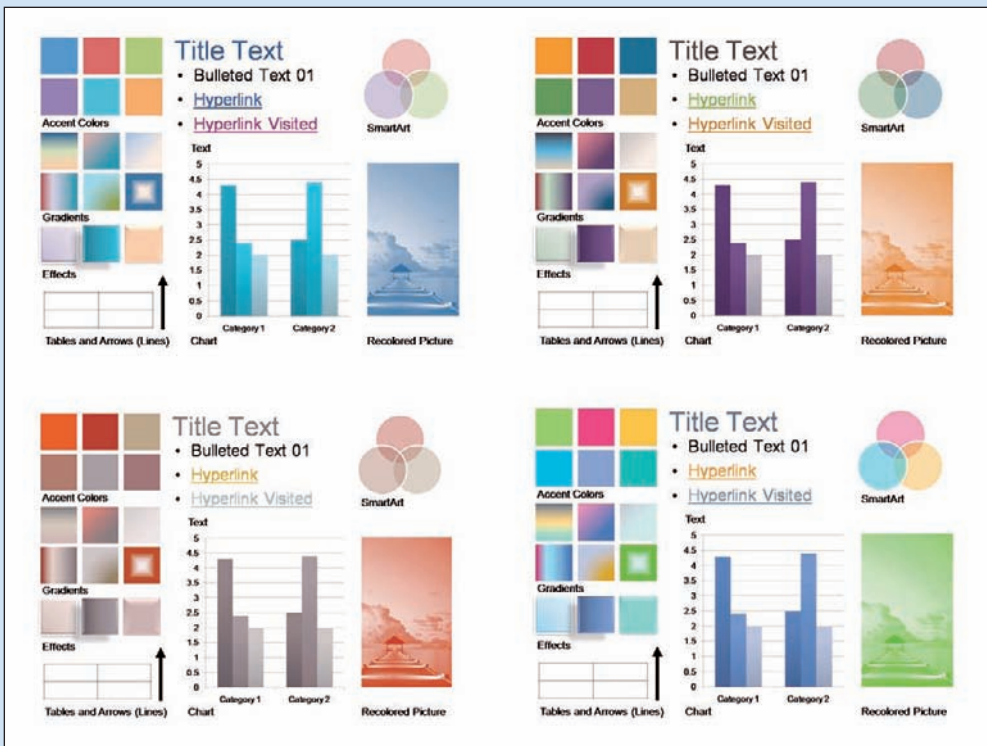 Title Text
• Bulleted Text 01
• Hyperlink
• Hyperlink Visited
Accent Colors
SmartArt
Text
5
4.5
4
3.5
3
2.5
2
1.5
1
0.5
0
Gradients
Effects
Category 1
Category 2
Tables and Arrows (Lines)
Chart
Recolored Picture
Title Text
• Bulleted Text 01
• Hyperlink
• Hyperlink Visited
Accent Colors
SmartArt
Text
5
4.5
4
3.5
3
2.5
2
1.5
1
0.5
0
Gradients
Effects
Category 1
Category 2
Tables and Arrows (Lines)
Chart
Recolored Picture
Title Text
• Bulleted Text 01
• Hyperlink
• Hyperlink Visited
Accent Colors
SmartArt
Text
5
4.5
4
3.5
3
2.5
2
1.5
1
0.5
0
Gradients
Effects
Category 1
Category 2
Tables and Arrows (Lines)
Chart
Recolored Picture
Title Text
• Bulleted Text 01
• Hyperlink
• Hyperlink Visited
Accent Colors
SmartArt
Text
5
4.5
4
3.5
3
2.5
2
1.5
1
0.5
0
Gradients
Effects
Category 1
Category 2
Tables and Arrows (Lines)
Chart
Recolored Picture